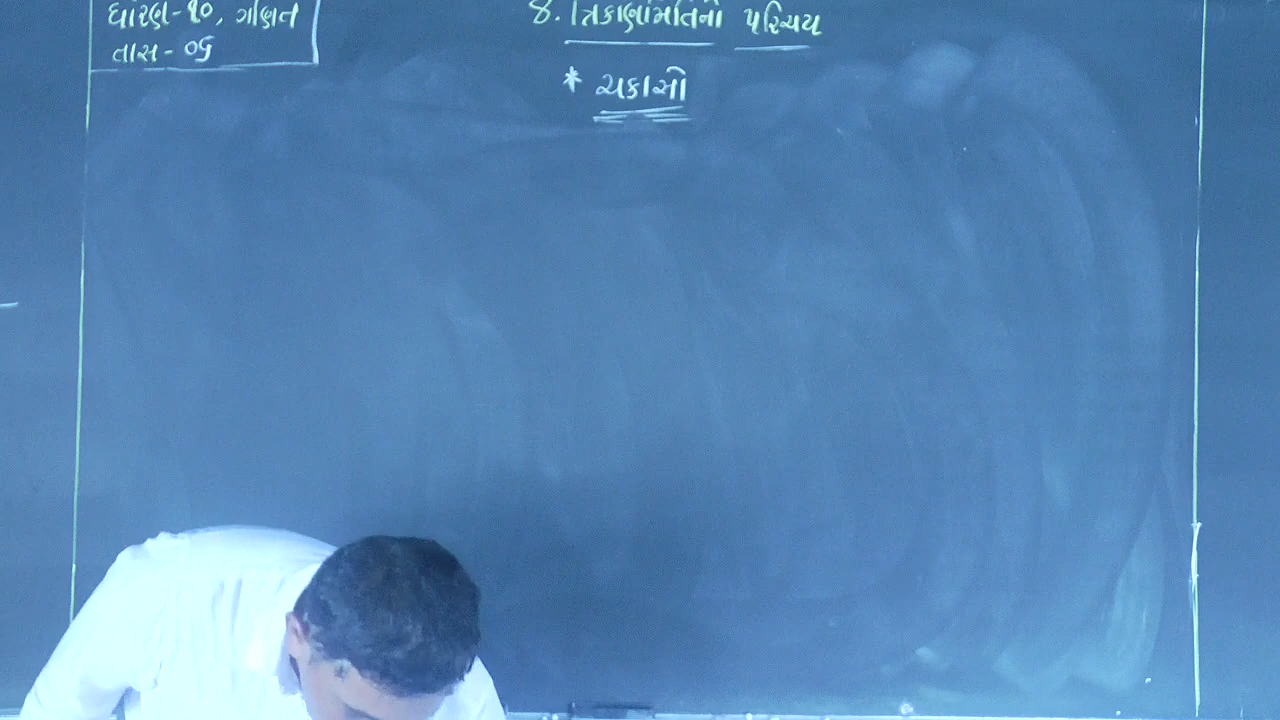 ધોરણ-૧૦, ગણિત
તાસ-૦૬
૪. ત્રિકોણમિતિનો પરિચય
* ચકાસો